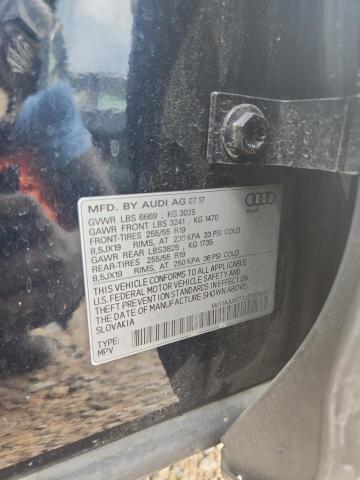 MFD. BY AUDI AG 07 17
GWWR LBS 6669 , KG 3025
GAWR FRONT LBS 3241 , KG 1470
FRONT-TIRES 255/55 R19
8,5JX19 RIMS, AT 230 KPA 33 PSI COLD
GAWR REAR LBS3825 , KG 1735
REAR-TIRES 255/55 R19
8,5JX19 RIMS, AT 250 KPA 36 PSI COLD
THIS VEHICLE CONFORMS TO ALL APPLICABLE
U.S.FEDERAL MOTOR VEHICLE SAFETY AND
THEFT PREVENTION STANDARDS IN EFFECT ON
THE DATE OF MANUFACTURE SHOWN ABOVE.
SLOVAKIA
TYPE:
MPV
Audi